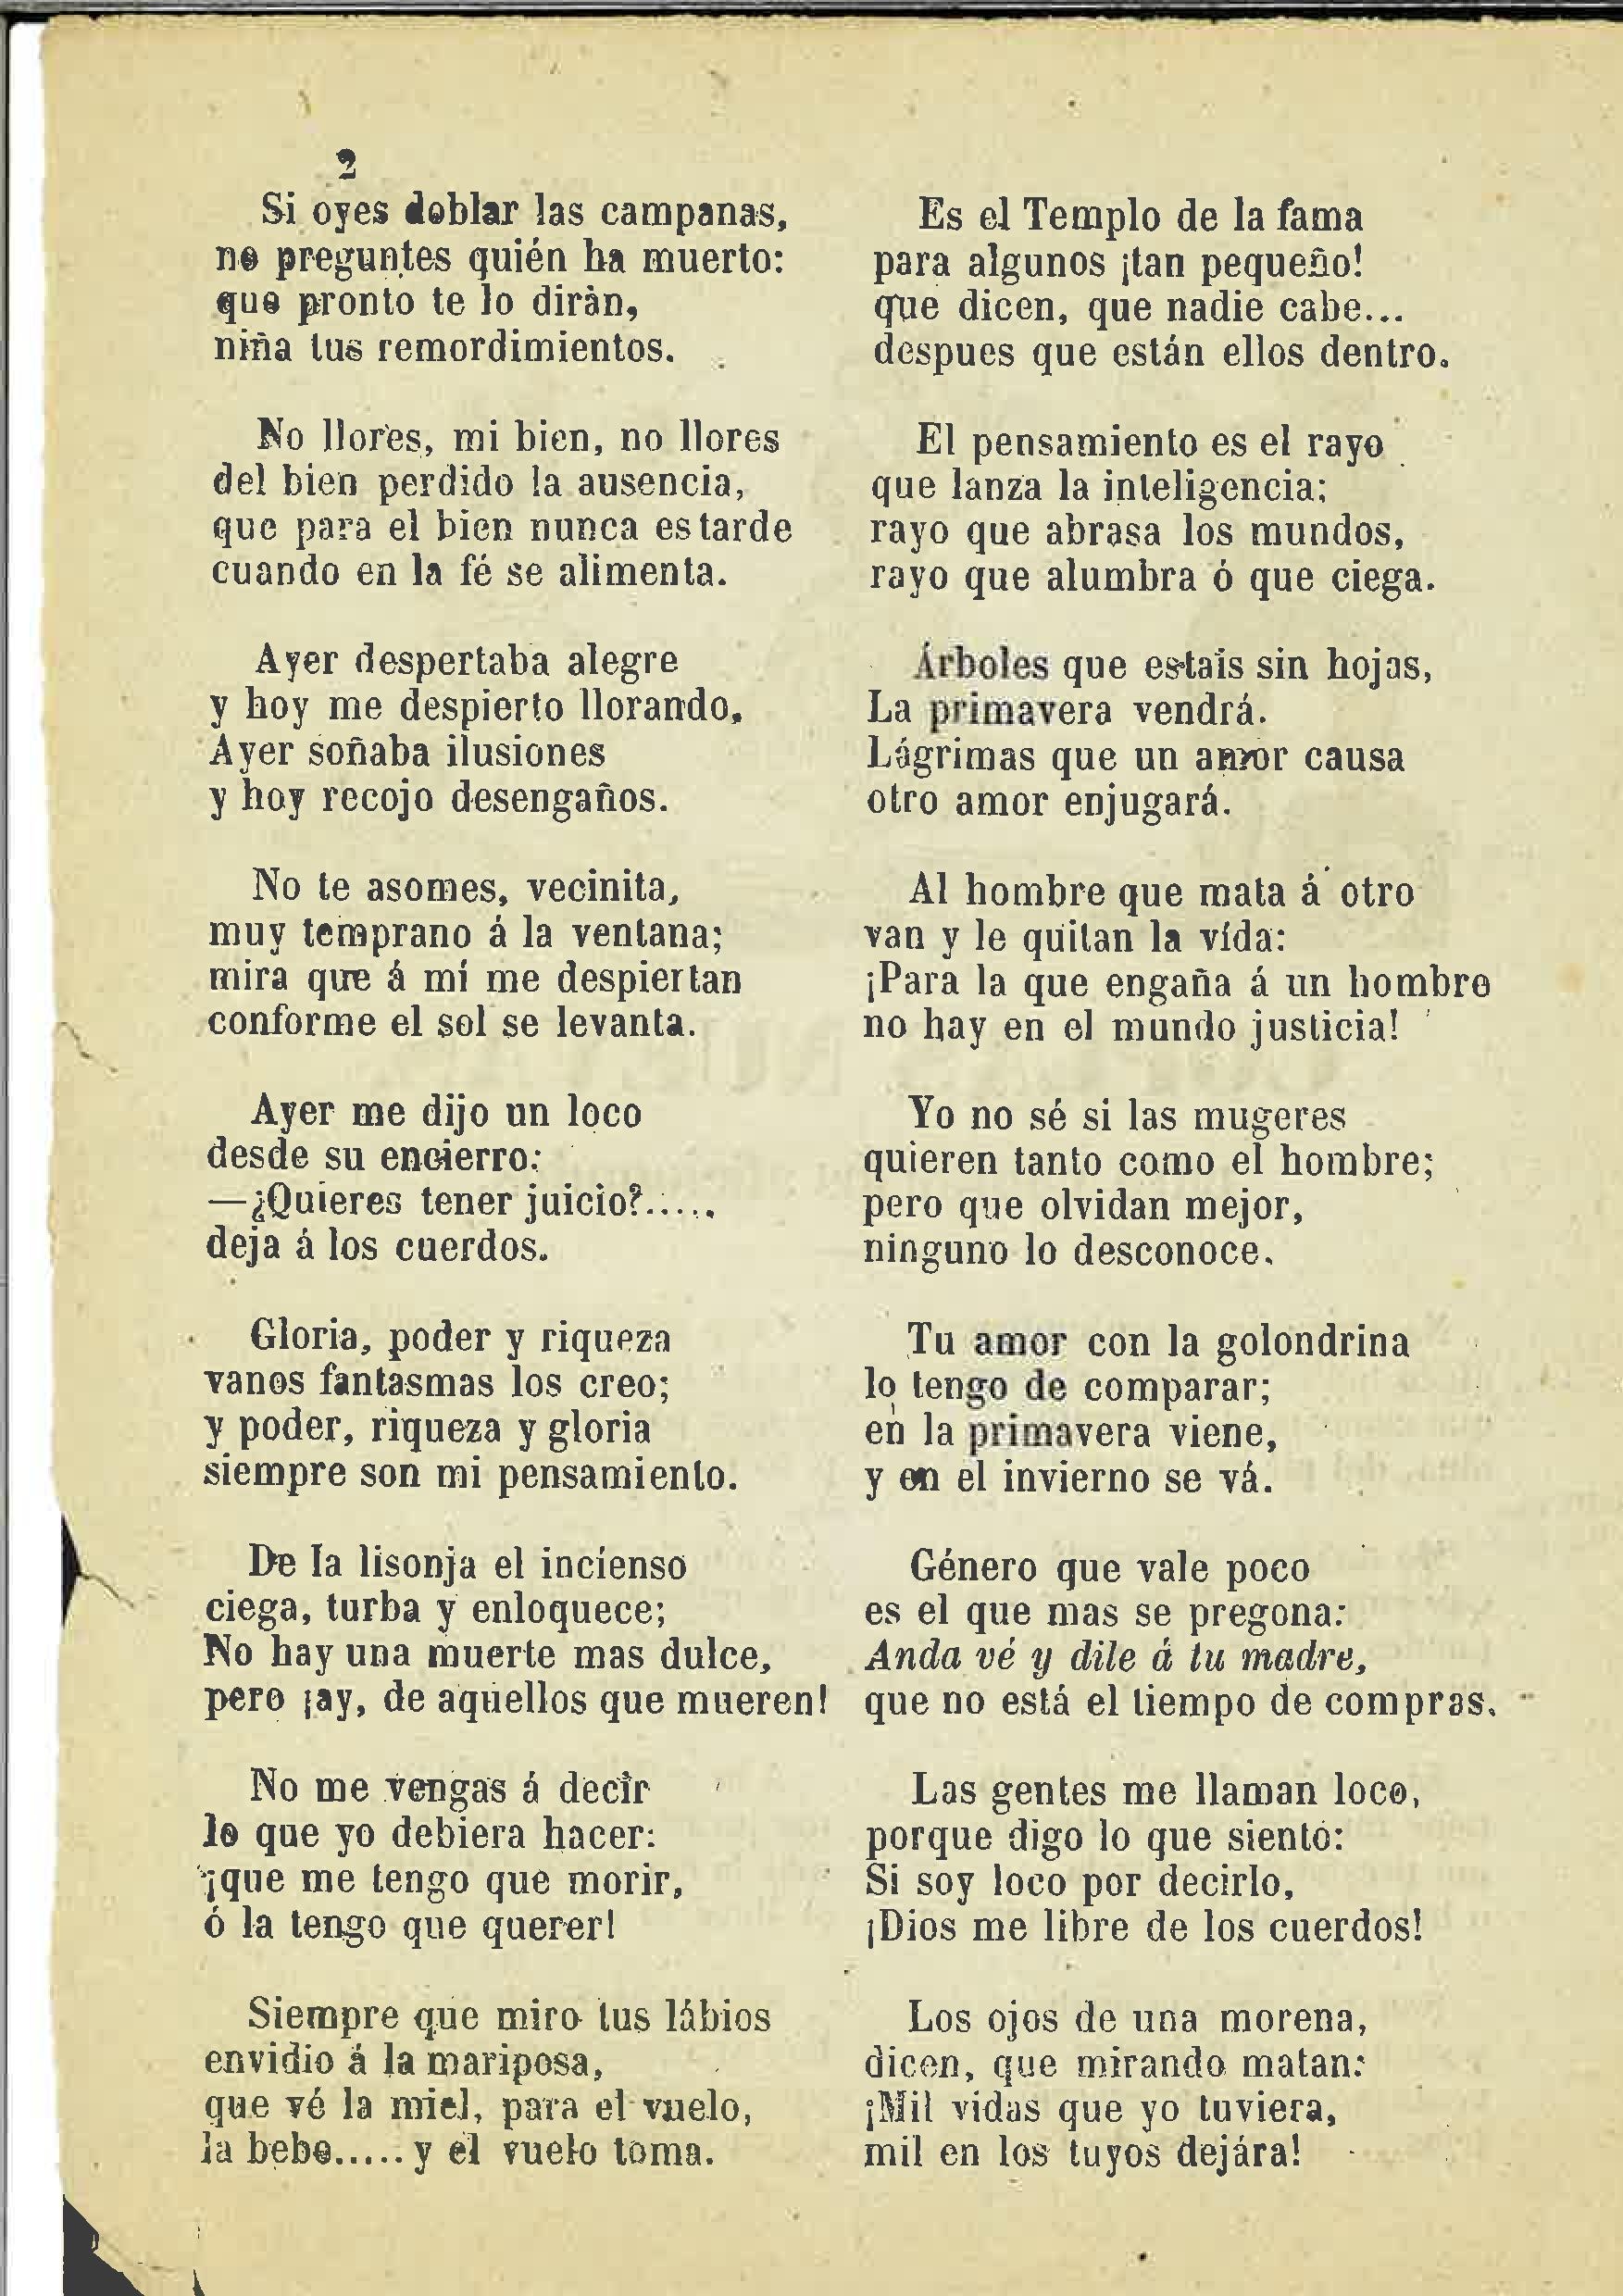 2
Si oyes doblar las campanas,
no preguntes quién ha muerto:
que pronto te lo diràn,
niña tus remordimientos.
No llores, mi bien, no llores
del bien perdido la ausencia,
que para el bien nunca es tarde
cuando en la fé se alimenta.
Ayer despertaba alegre
y hoy me despierto llorando.
Ayer soñaba ilusiones
y hoy recojo desengaños.
No te asomes, vecinita,
muy temprano á la ventana;
mira que á mí me despiertan
conforme el sol se levanta.
Ayer me dijo un loco
desde su encierro:
—¿Quieres tener juicio?.....
deja á los cuerdos.
Gloria, poder y riqueza
vanos fantasmas los creo;
y poder, riqueza y gloria
siempre son mi pensamiento.
De la lisonja el incienso
ciega, turba y enloquece;
No hay una muerte mas dulce,
pero ¡ay, de aquellos que mueren!
No me vengas á decir
lo que yo debiera hacer:
¡que me tengo que morir,
ó la tengo que querer!
Siempre que miro tus lábios
envidio á la mariposa,
que vé la miel, para el vuelo,
la bebe..... y el vuelo toma.
Es el Templo de la fama
para algunos ¡tan pequeño!
que dicen, que nadie cabe...
despues que están ellos dentro.
El pensamiento es el rayo
que lanza la inteligencia;
rayo que abrasa los mundos,
rayo que alumbra ó que ciega.
Árboles que estais sin hojas,
La primavera vendrá.
Lágrimas que un amor causa
otro amor enjugará.
Al hombre que mata á otro
van y le quitan la vida:
¡Para la que engaña á un hombre
no hay en el mundo justicia!
Yo no sé si las mugeres
quieren tanto como el hombre;
pero que olvidan mejor,
ninguno lo desconoce.
Tu amor con la golondrina
lo tengo de comparar;
en la primavera viene,
y en el invierno se vá.
Género que vale poco
es el que mas se pregona:
Anda vé y dile á tu madre,
que no está el tiempo de compras.
Las gentes me llaman loco,
porque digo lo que siento:
Si soy loco por decirlo,
¡Dios me libre de los cuerdos!
Los ojos de una morena,
dicen, que mirando matan:
¡Mil vidas que yo tuviera,
mil en los tuyos dejára!